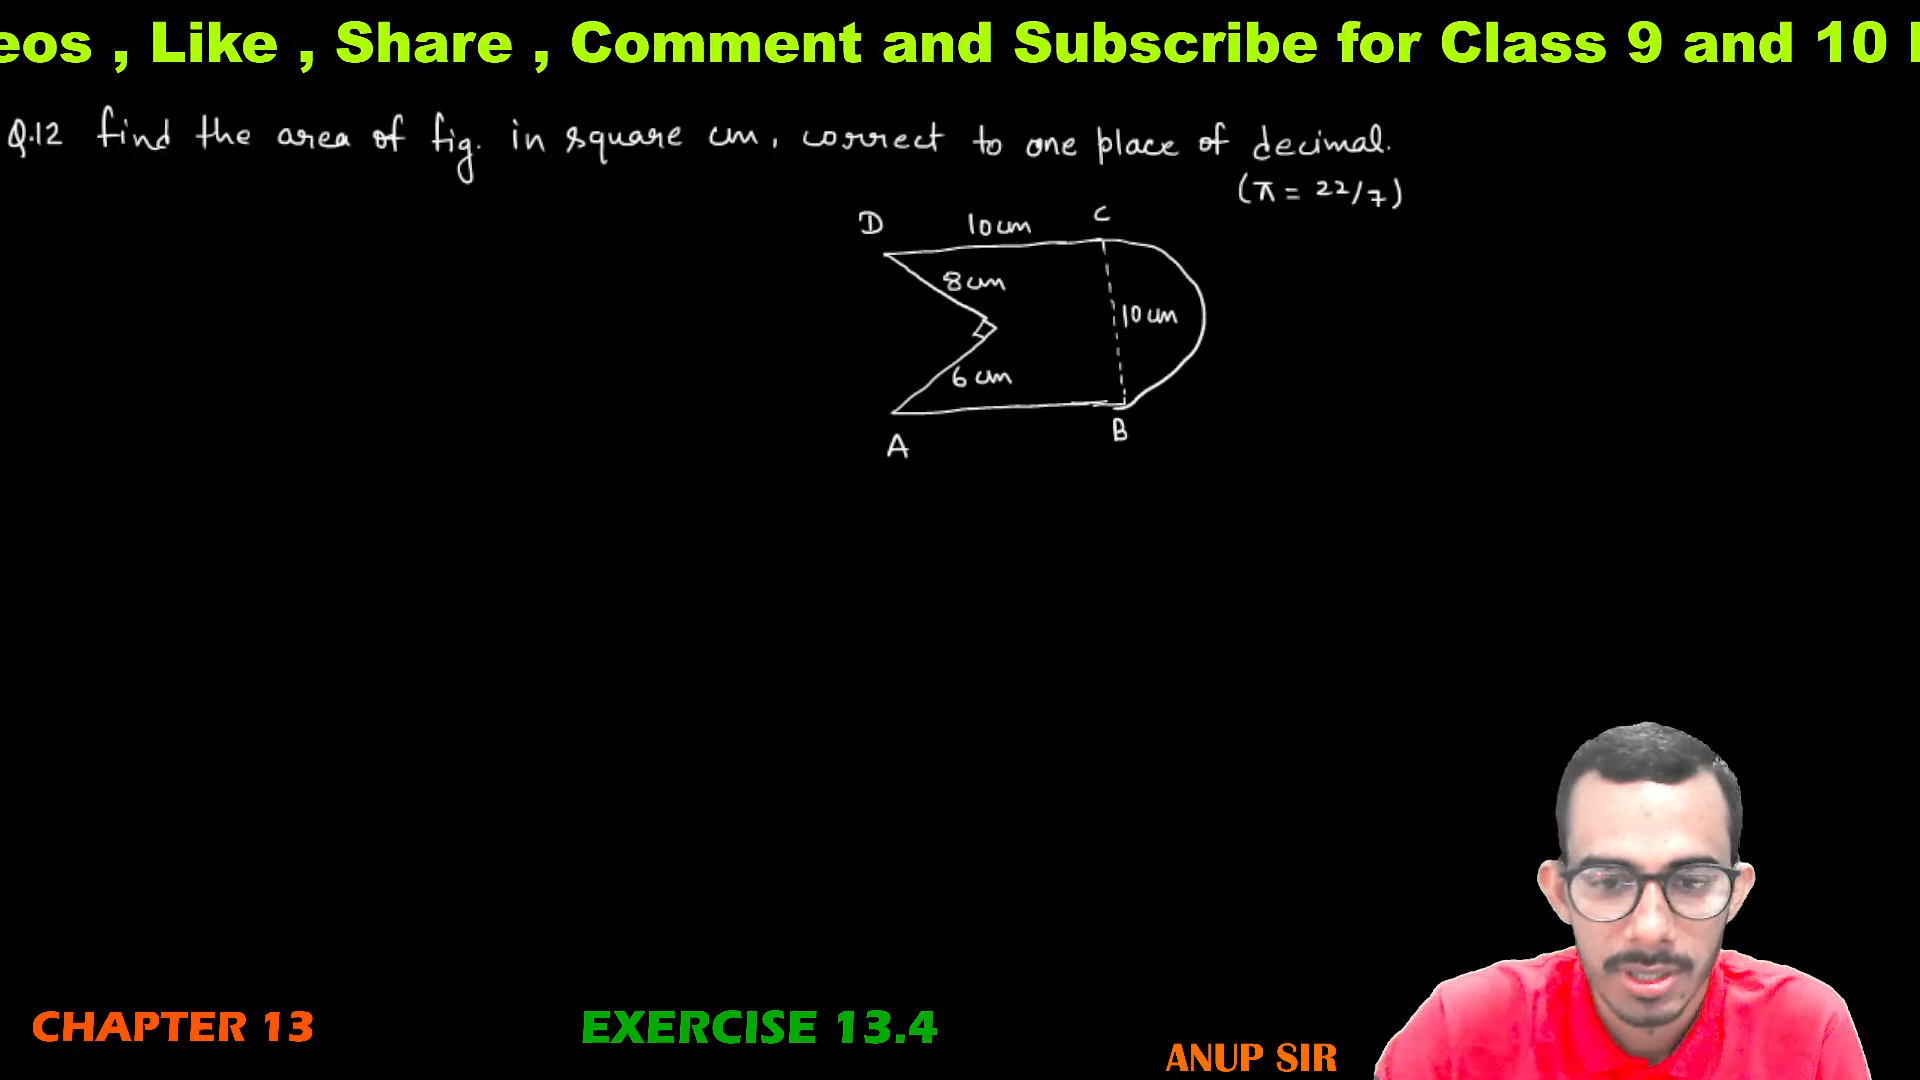 eos , Like , Share , Comment and Subscribe for Class 9 and 10
Q.12 find the area of fig. in square cm, correct to one place of decimal.
(π = 22/7)
D 10cm C
8cm
10cm
6cm
A B
CHAPTER 13 EXERCISE 13.4 ANUP SIR